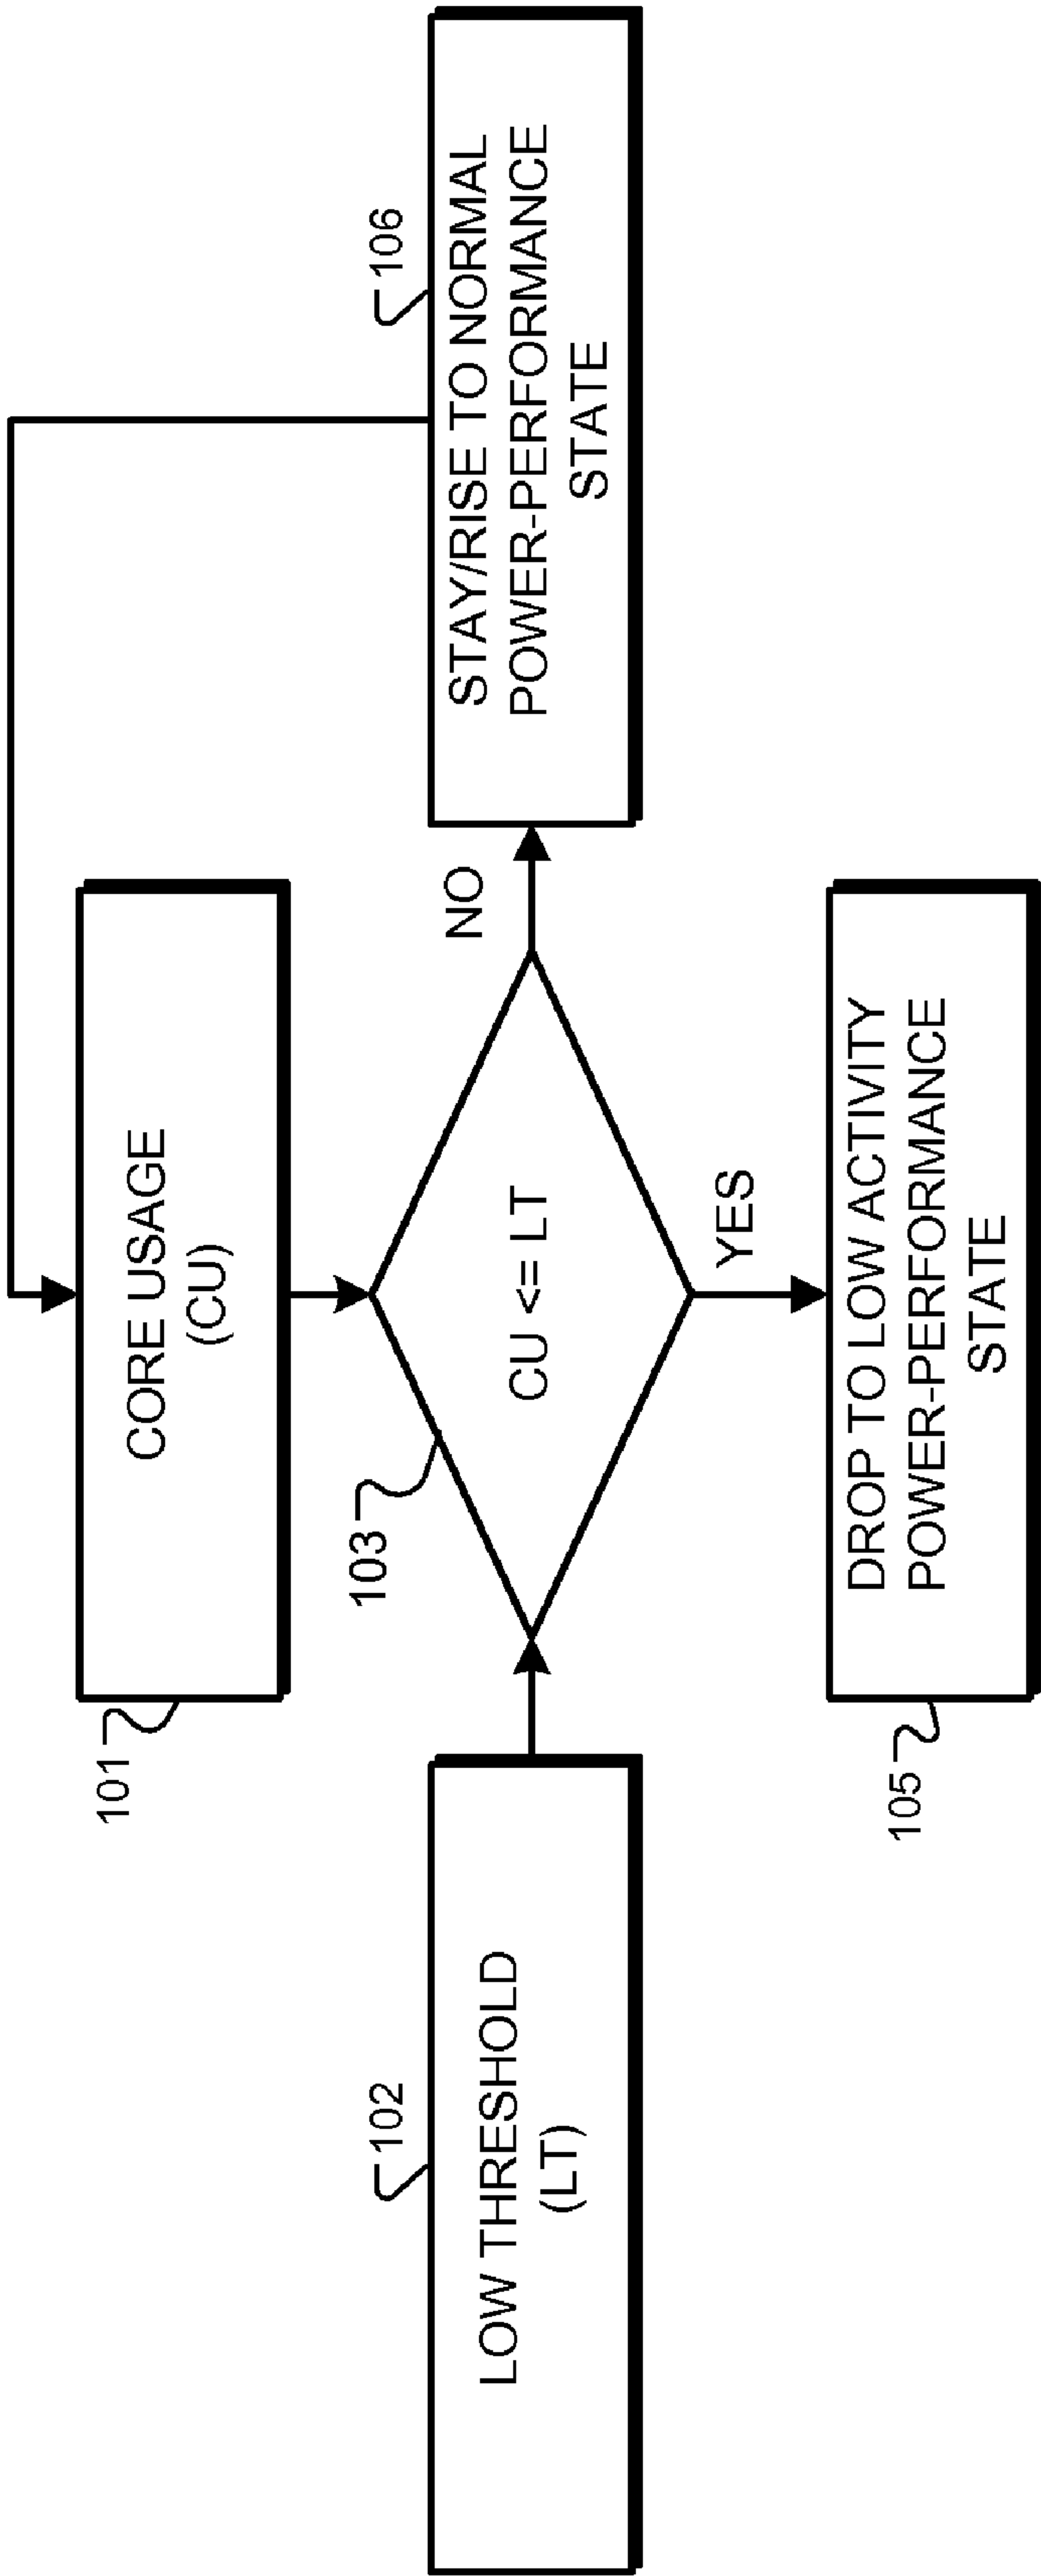 101
CORE USAGE
(CU)
102
LOW THRESHOLD
(LT)
103
CU <= LT
NO
106
STAY/RISE TO NORMAL
POWER-PERFORMANCE
STATE
YES
105
DROP TO LOW ACTIVITY
POWER-PERFORMANCE
STATE